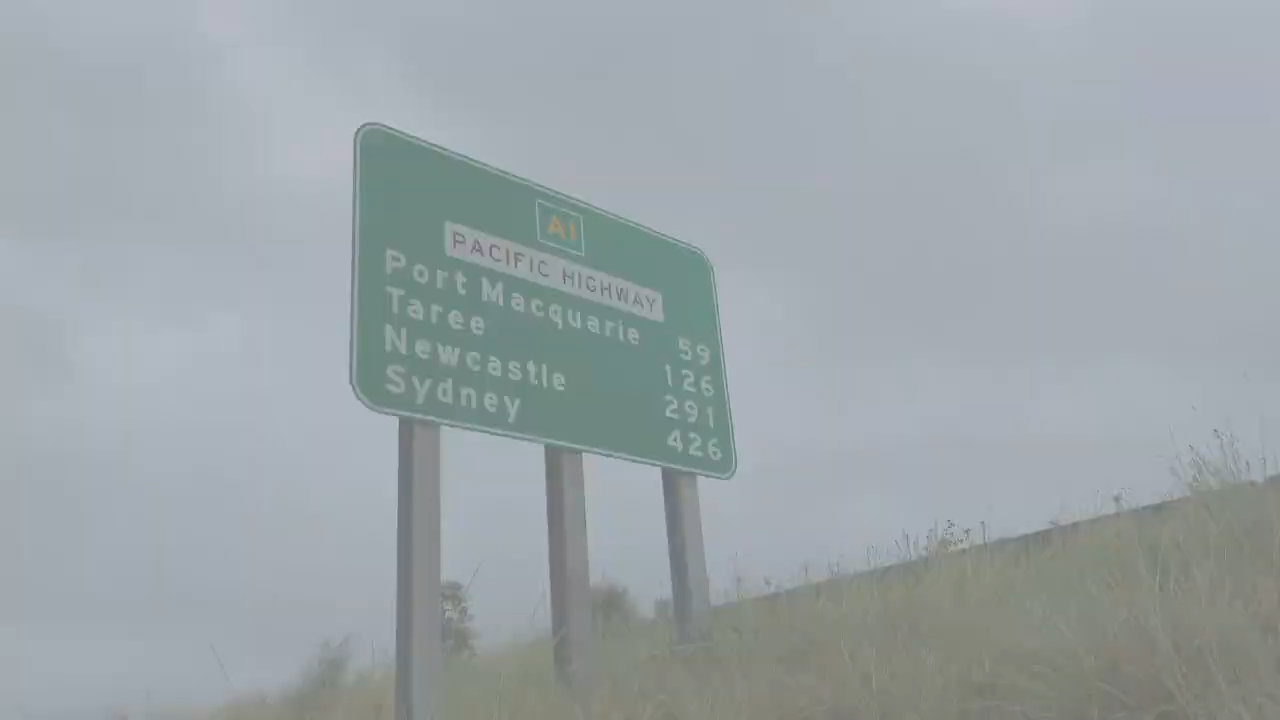 A1
PACIFIC HIGHWAY
Port Macquarie 59
Taree 126
Newcastle 291
Sydney 426